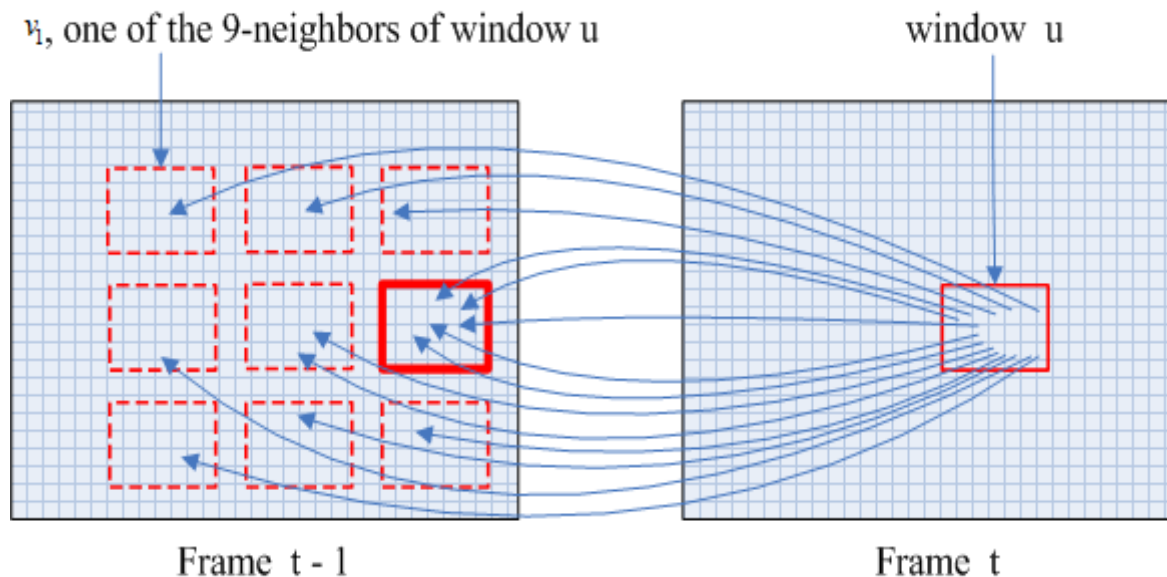 v₁, one of the 9-neighbors of window u
window u
Frame t - 1
Frame t